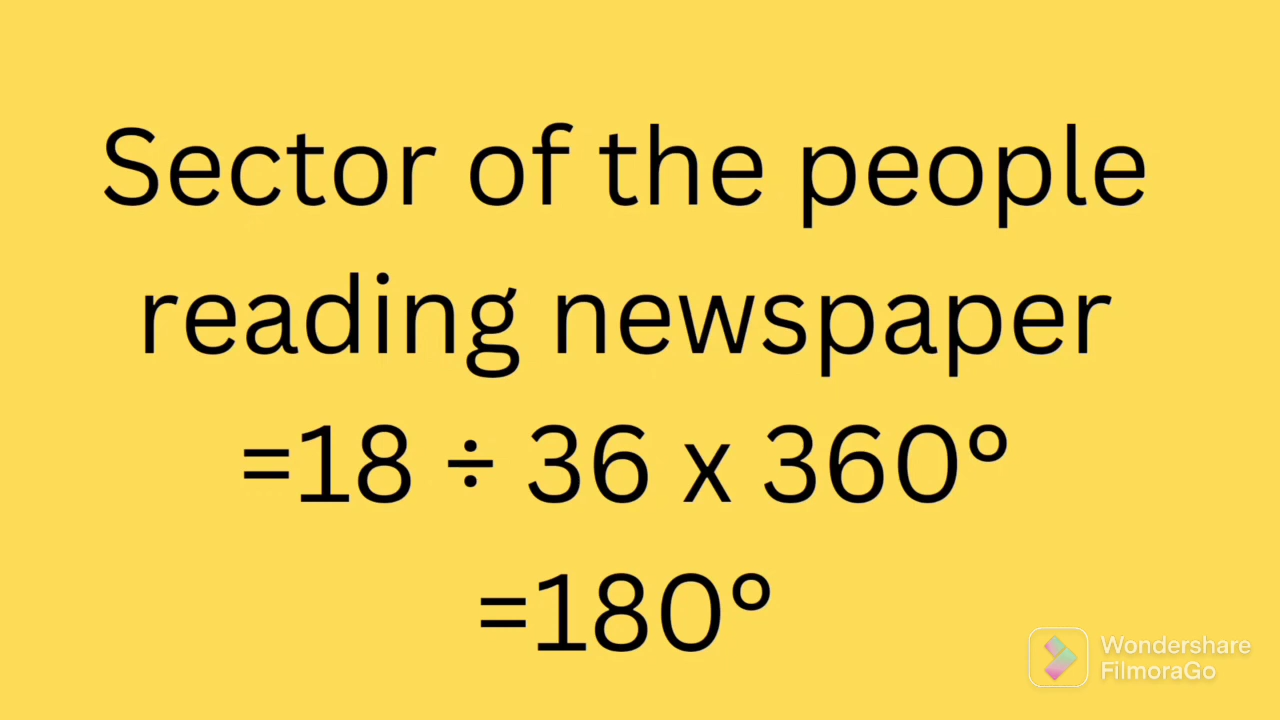 Sector of the people
reading newspaper
=18 ÷ 36 x 360°
=180°
Wondershare
FilmoraGo